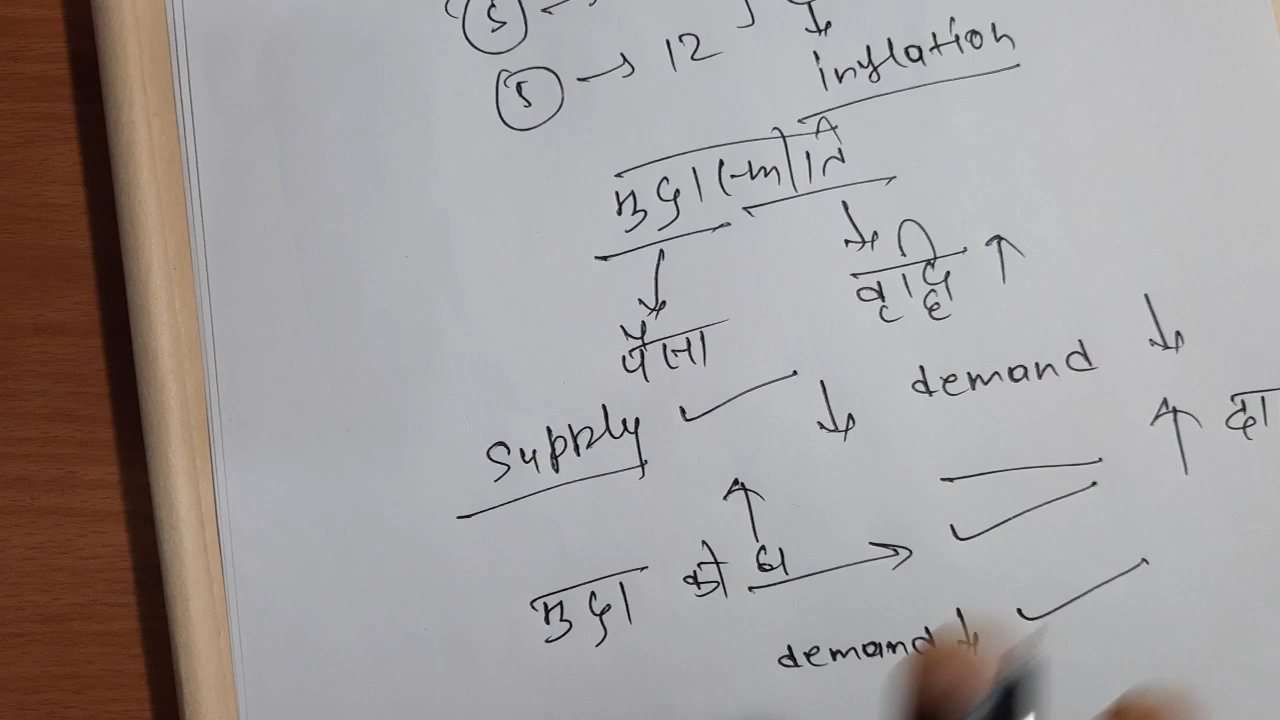 5 → 12
inflation
मुद्रास्फीति
वृद्धि ↑
पैसा
demand ↓
supply ✓ ↓
↑
मुद्रा की
demand ↓ ✓